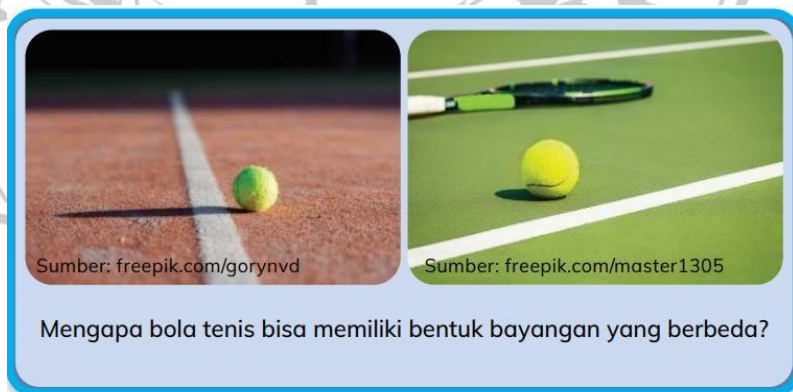 Sumber: freepik.com/gorynvd
Sumber: freepik.com/master1305
Mengapa bola tenis bisa memiliki bentuk bayangan yang berbeda?